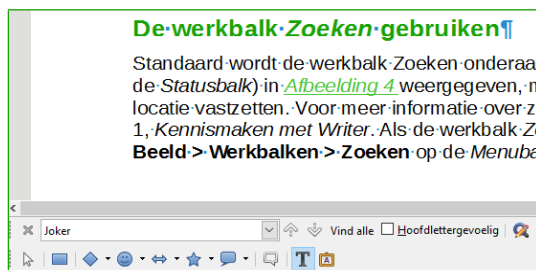 De werkbalk Zoeken gebruiken¶
Standaard wordt de werkbalk Zoeken onderaa
de Statusbalk) in Afbeelding 4 weergegeven, m
locatie vastzetten. Voor meer informatie over z
1, Kennismaken met Writer. Als de werkbalk Zo
Beeld > Werkbalken > Zoeken op de Menuba
Joker Vind alle Hoofdlettergevoelig